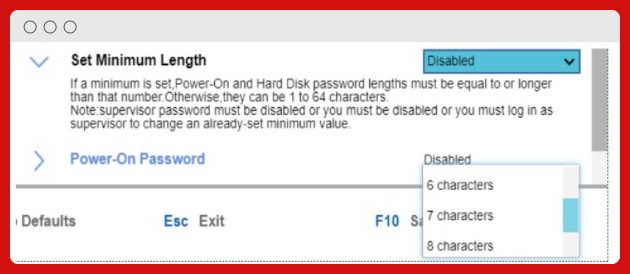 Set Minimum Length
Disabled
If a minimum is set,Power-On and Hard Disk password lengths must be equal to or longer
than that number.Otherwise,they can be 1 to 64 characters.
Note:supervisor password must be disabled or you must be disabled or you must log in as
supervisor to change an already-set minimum value.
Power-On Password
Disabled
6 characters
Defaults
Esc Exit
F10
7 characters
8 characters